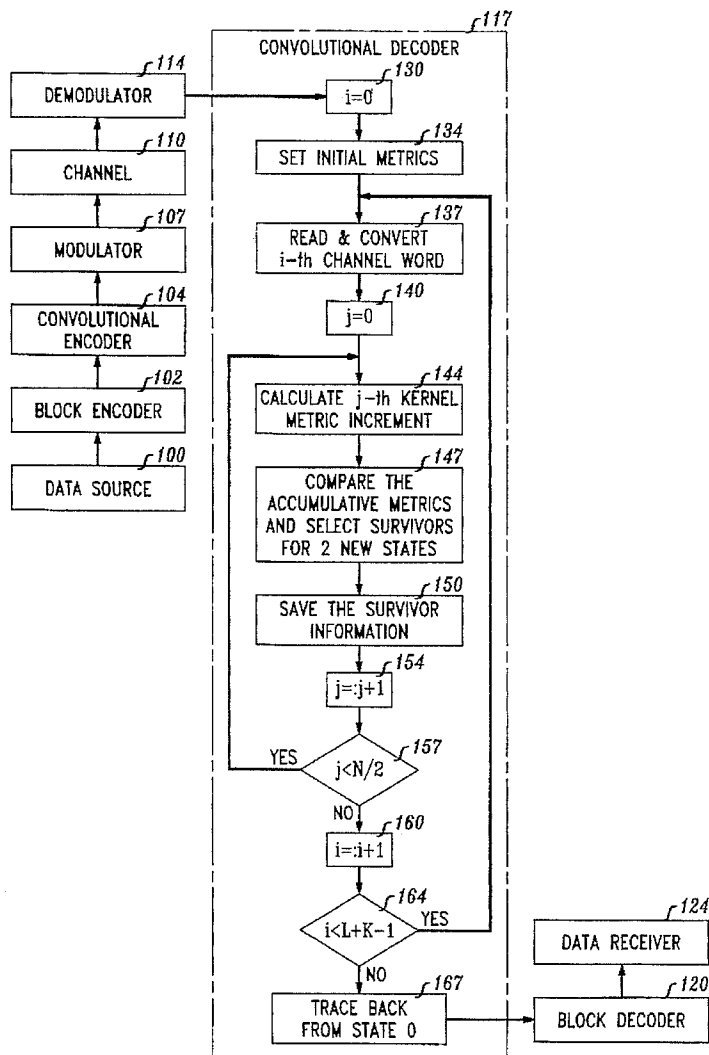 117
CONVOLUTIONAL DECODER
114
DEMODULATOR
130
i=0
110
CHANNEL
134
SET INITIAL METRICS
107
MODULATOR
137
READ & CONVERT
i-th CHANNEL WORD
104
CONVOLUTIONAL
ENCODER
140
j=0
102
BLOCK ENCODER
144
CALCULATE j-th KERNEL
METRIC INCREMENT
100
DATA SOURCE
147
COMPARE THE
ACCUMULATIVE METRICS
AND SELECT SURVIVORS
FOR 2 NEW STATES
150
SAVE THE SURVIVOR
INFORMATION
154
j=:j+1
157
YES
j<N/2
NO
160
i=:i+1
164
i<L+K-1
YES
NO
167
TRACE BACK
FROM STATE 0
124
DATA RECEIVER
120
BLOCK DECODER